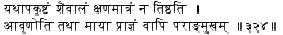 यथापकृष्टं शैवालं क्षणमात्रं न तिष्ठति ।
आवृणोति तथा माया प्राज्ञं वापि पराङ्मुखम् ॥३२४॥